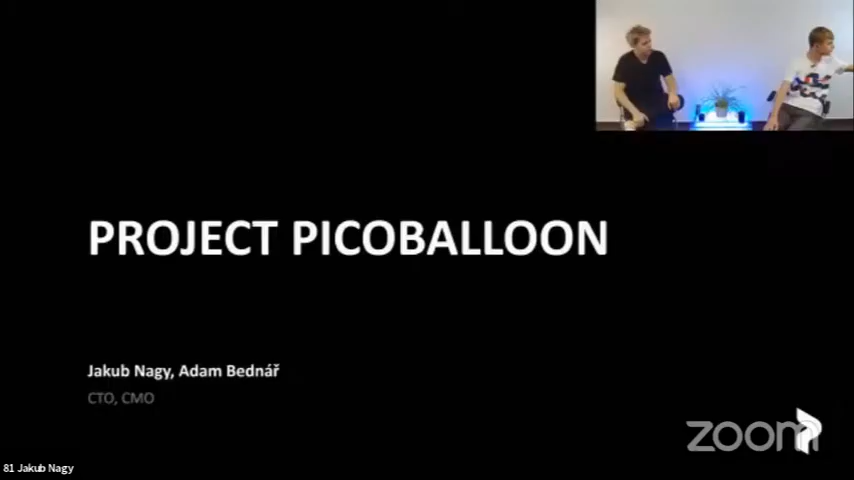 PROJECT PICOBALLOON
Jakub Nagy, Adam Bednář
CTO, CMO
zoom
81 Jakub Nagy